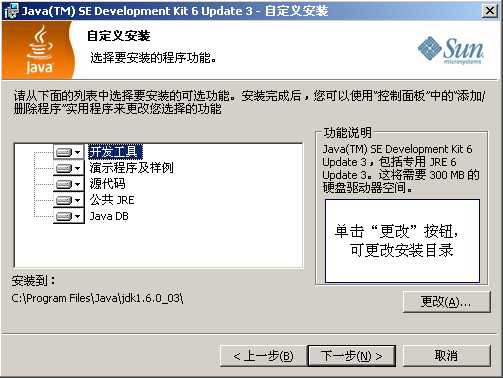 Java(TM) SE Development Kit 6 Update 3 - 自定义安装
Java
自定义安装
选择要安装的程序功能。
Sun
microsystems
请从下面的列表中选择要安装的可选功能。安装完成后，您可以使用“控制面板”中的“添加/
删除程序”实用程序来更改您选择的功能
开发工具
演示程序及样例
源代码
公共 JRE
Java DB
功能说明
Java(TM) SE Development Kit 6
Update 3，包括专用 JRE 6
Update 3。这将需要 300 MB 的
硬盘驱动器空间。
单击“更改”按钮，
可更改安装目录
安装到：
C:\Program Files\Java\jdk1.6.0_03\
更改(A)...
< 上一步(B)
下一步(N) >
取消